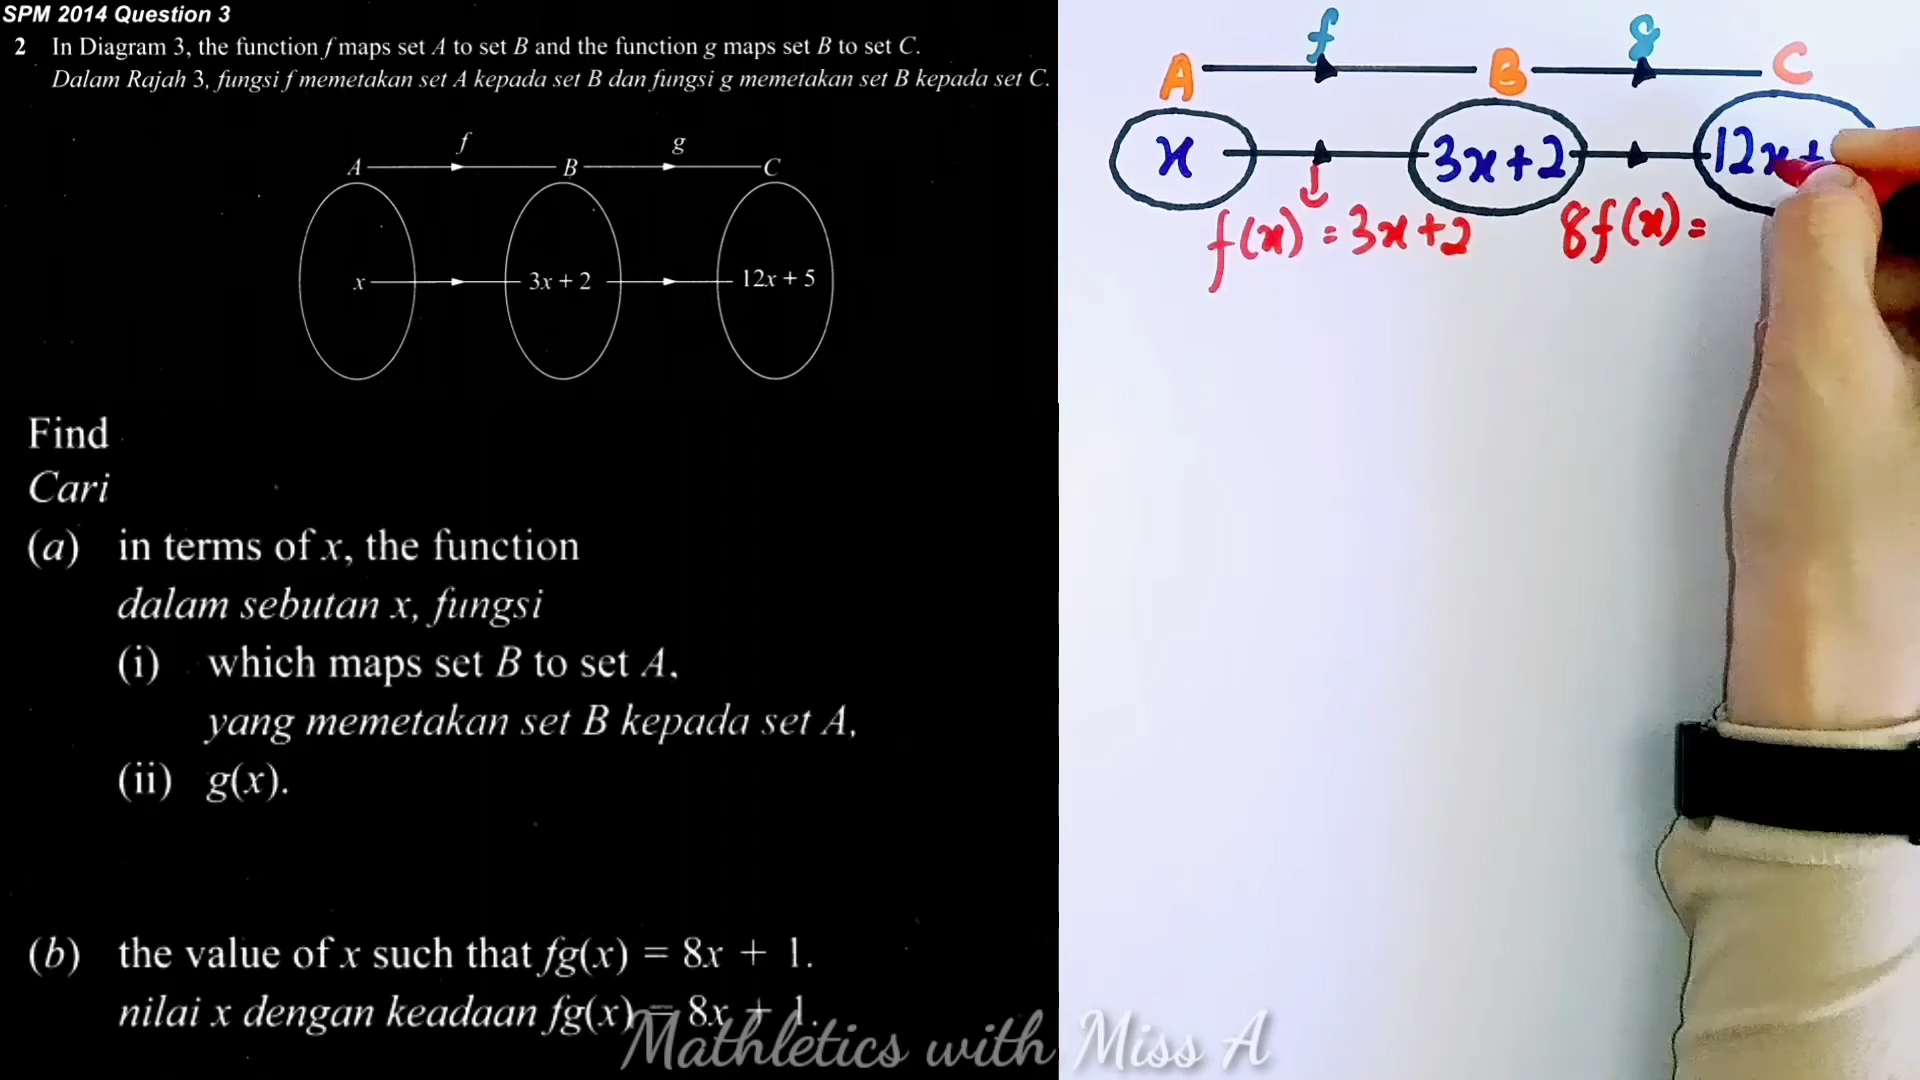 SPM 2014 Question 3
2 In Diagram 3, the function f maps set A to set B and the function g maps set B to set C.
Dalam Rajah 3, fungsi f memetakan set A kepada set B dan fungsi g memetakan set B kepada set C.
f g
A B C
x 3x + 2 12x + 5
Find
Cari
(a) in terms of x, the function
dalam sebutan x, fungsi
(i) which maps set B to set A,
yang memetakan set B kepada set A,
(ii) g(x).
(b) the value of x such that fg(x) = 8x + 1.
nilai x dengan keadaan fg(x) = 8x + 1.
Mathletics with Miss A
f g
A B C
x 3x+2 12x+
f(x) = 3x+2 gf(x) =